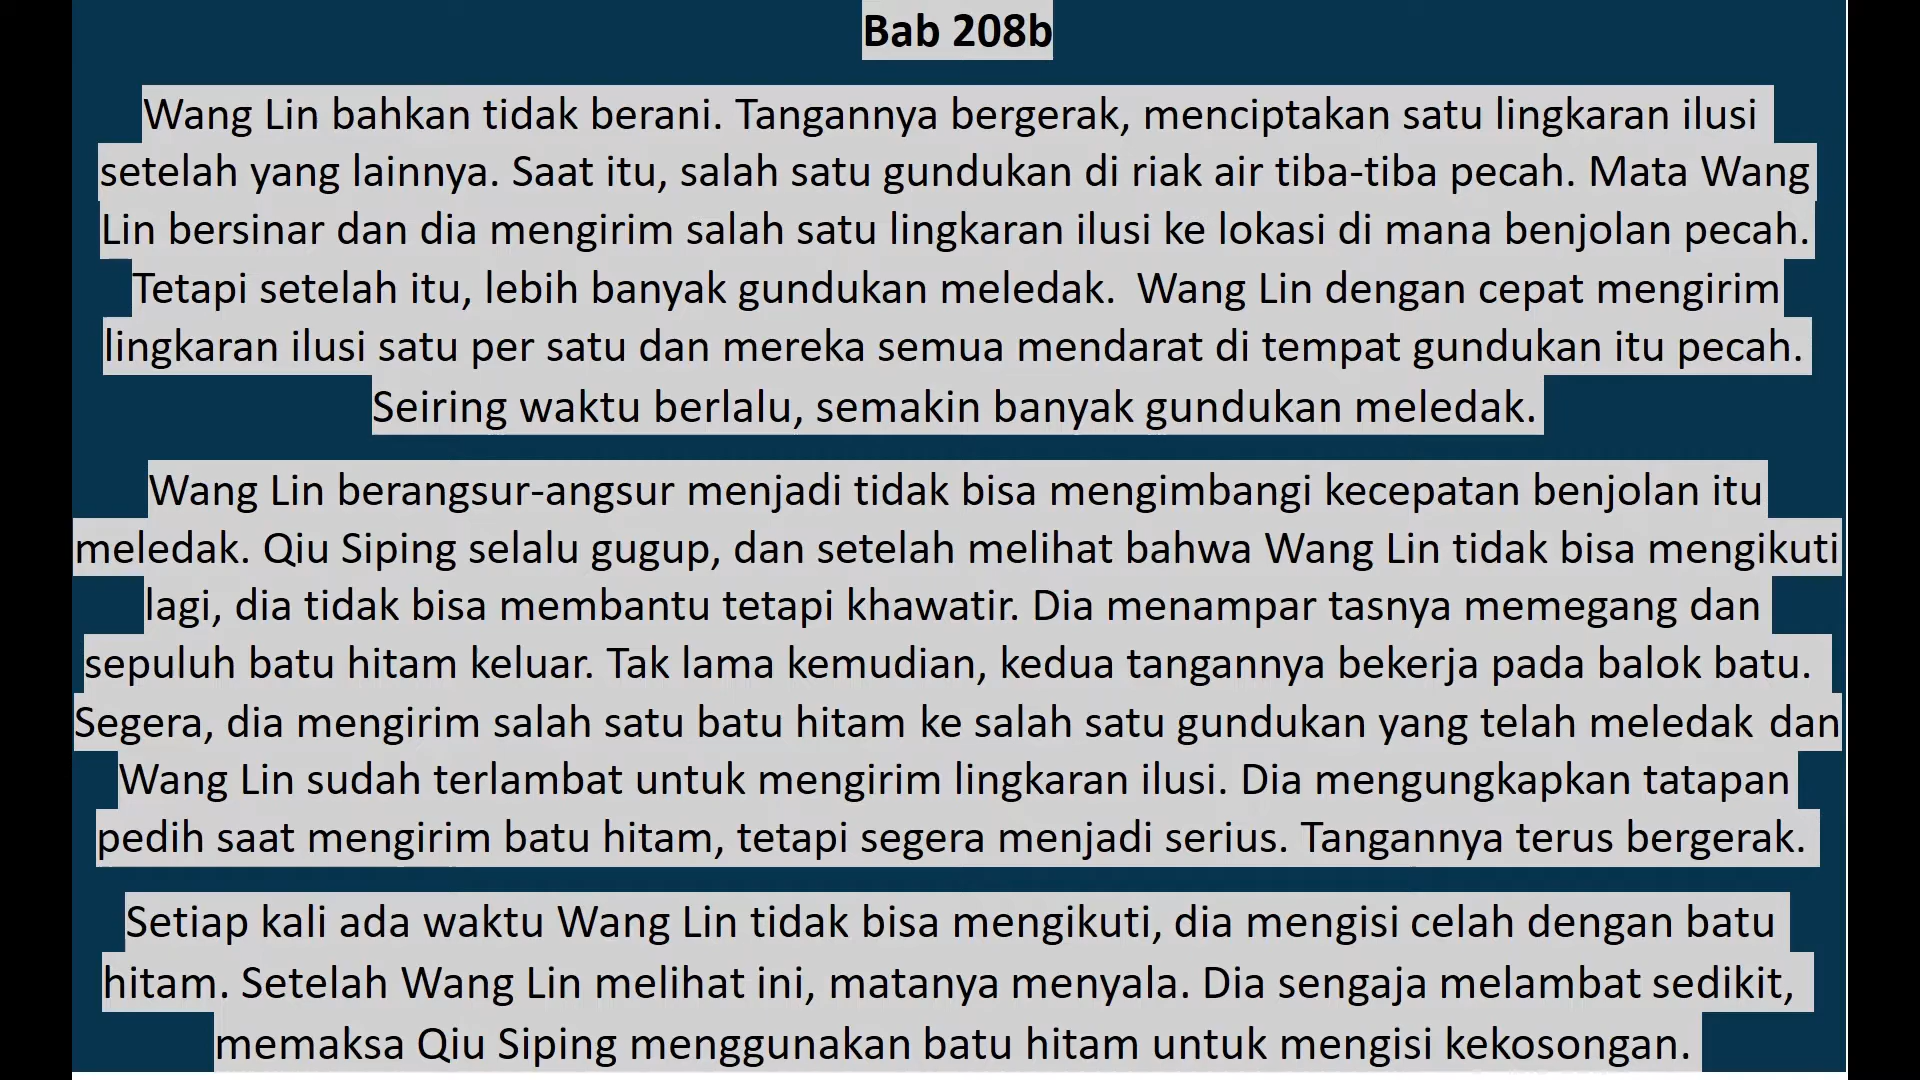 Bab 208b
Wang Lin bahkan tidak berani. Tangannya bergerak, menciptakan satu lingkaran ilusi
setelah yang lainnya. Saat itu, salah satu gundukan di riak air tiba-tiba pecah. Mata Wang
Lin bersinar dan dia mengirim salah satu lingkaran ilusi ke lokasi di mana benjolan pecah.
Tetapi setelah itu, lebih banyak gundukan meledak.  Wang Lin dengan cepat mengirim
lingkaran ilusi satu per satu dan mereka semua mendarat di tempat gundukan itu pecah.
Seiring waktu berlalu, semakin banyak gundukan meledak.
Wang Lin berangsur-angsur menjadi tidak bisa mengimbangi kecepatan benjolan itu
meledak. Qiu Siping selalu gugup, dan setelah melihat bahwa Wang Lin tidak bisa mengikuti
lagi, dia tidak bisa membantu tetapi khawatir. Dia menampar tasnya memegang dan
sepuluh batu hitam keluar. Tak lama kemudian, kedua tangannya bekerja pada balok batu.
Segera, dia mengirim salah satu batu hitam ke salah satu gundukan yang telah meledak dan
Wang Lin sudah terlambat untuk mengirim lingkaran ilusi. Dia mengungkapkan tatapan
pedih saat mengirim batu hitam, tetapi segera menjadi serius. Tangannya terus bergerak.
Setiap kali ada waktu Wang Lin tidak bisa mengikuti, dia mengisi celah dengan batu
hitam. Setelah Wang Lin melihat ini, matanya menyala. Dia sengaja melambat sedikit,
memaksa Qiu Siping menggunakan batu hitam untuk mengisi kekosongan.